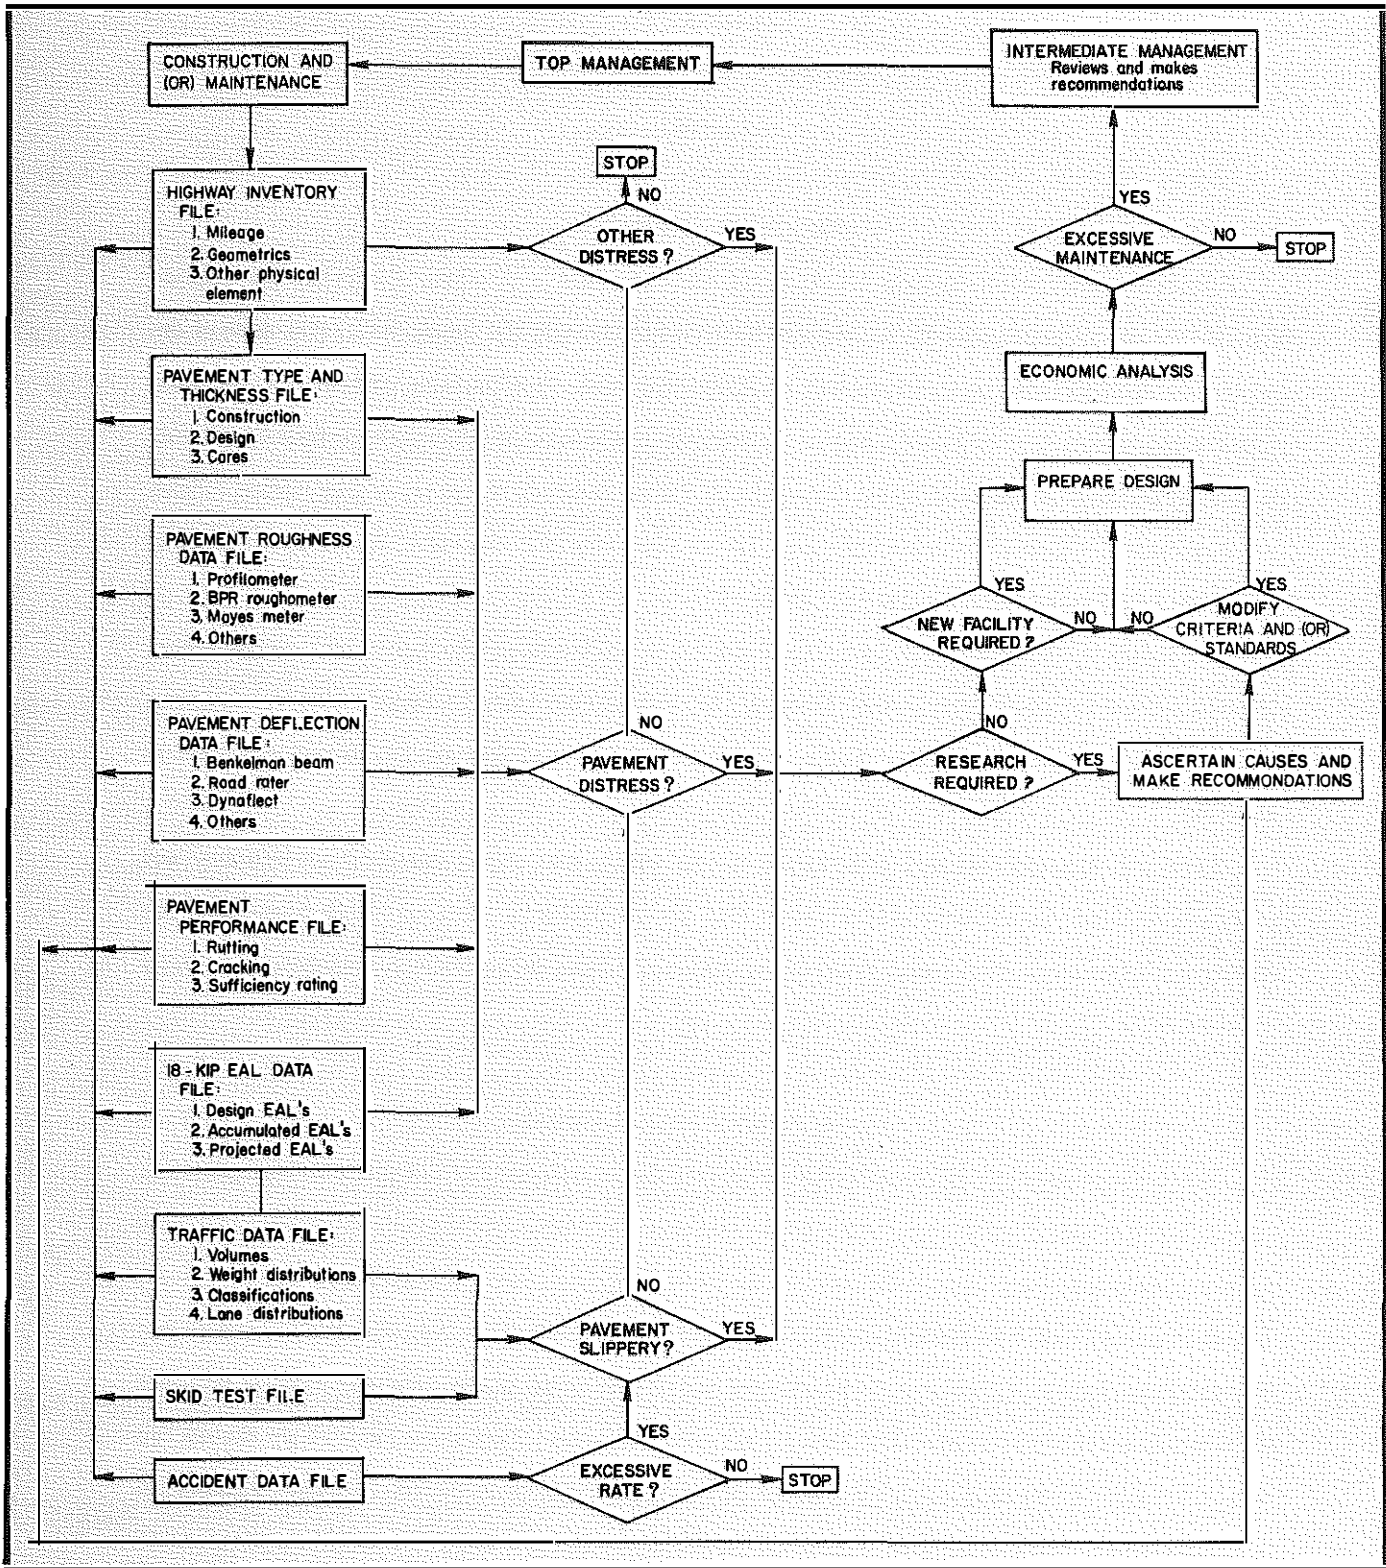 CONSTRUCTION AND
(OR) MAINTENANCE
TOP MANAGEMENT
INTERMEDIATE MANAGEMENT
Reviews and makes
recommendations
STOP
NO
HIGHWAY INVENTORY
FILE:
1. Mileage
2. Geometrics
3. Other physical
element
OTHER
DISTRESS?
YES
YES
EXCESSIVE
MAINTENANCE
NO
STOP
PAVEMENT TYPE AND
THICKNESS FILE:
1. Construction
2. Design
3. Cores
ECONOMIC ANALYSIS
PREPARE DESIGN
PAVEMENT ROUGHNESS
DATA FILE:
1. Profilometer
2. BPR roughometer
3. Mayes meter
4. Others
YES
NEW FACILITY
REQUIRED?
NO
NO
YES
MODIFY
CRITERIA AND (OR)
STANDARDS
PAVEMENT DEFLECTION
DATA FILE:
1. Benkelman beam
2. Road rater
3. Dynaflect
4. Others
NO
PAVEMENT
DISTRESS?
YES
NO
RESEARCH
REQUIRED?
YES
ASCERTAIN CAUSES AND
MAKE RECOMMONDATIONS
PAVEMENT
PERFORMANCE FILE:
1. Rutting
2. Cracking
3. Sufficiency rating
18-KIP EAL DATA
FILE:
1. Design EAL's
2. Accumulated EAL's
3. Projected EAL's
TRAFFIC DATA FILE:
1. Volumes
2. Weight distributions
3. Classifications
4. Lane distributions
NO
PAVEMENT
SLIPPERY?
YES
SKID TEST FILE
YES
ACCIDENT DATA FILE
EXCESSIVE
RATE?
NO
STOP